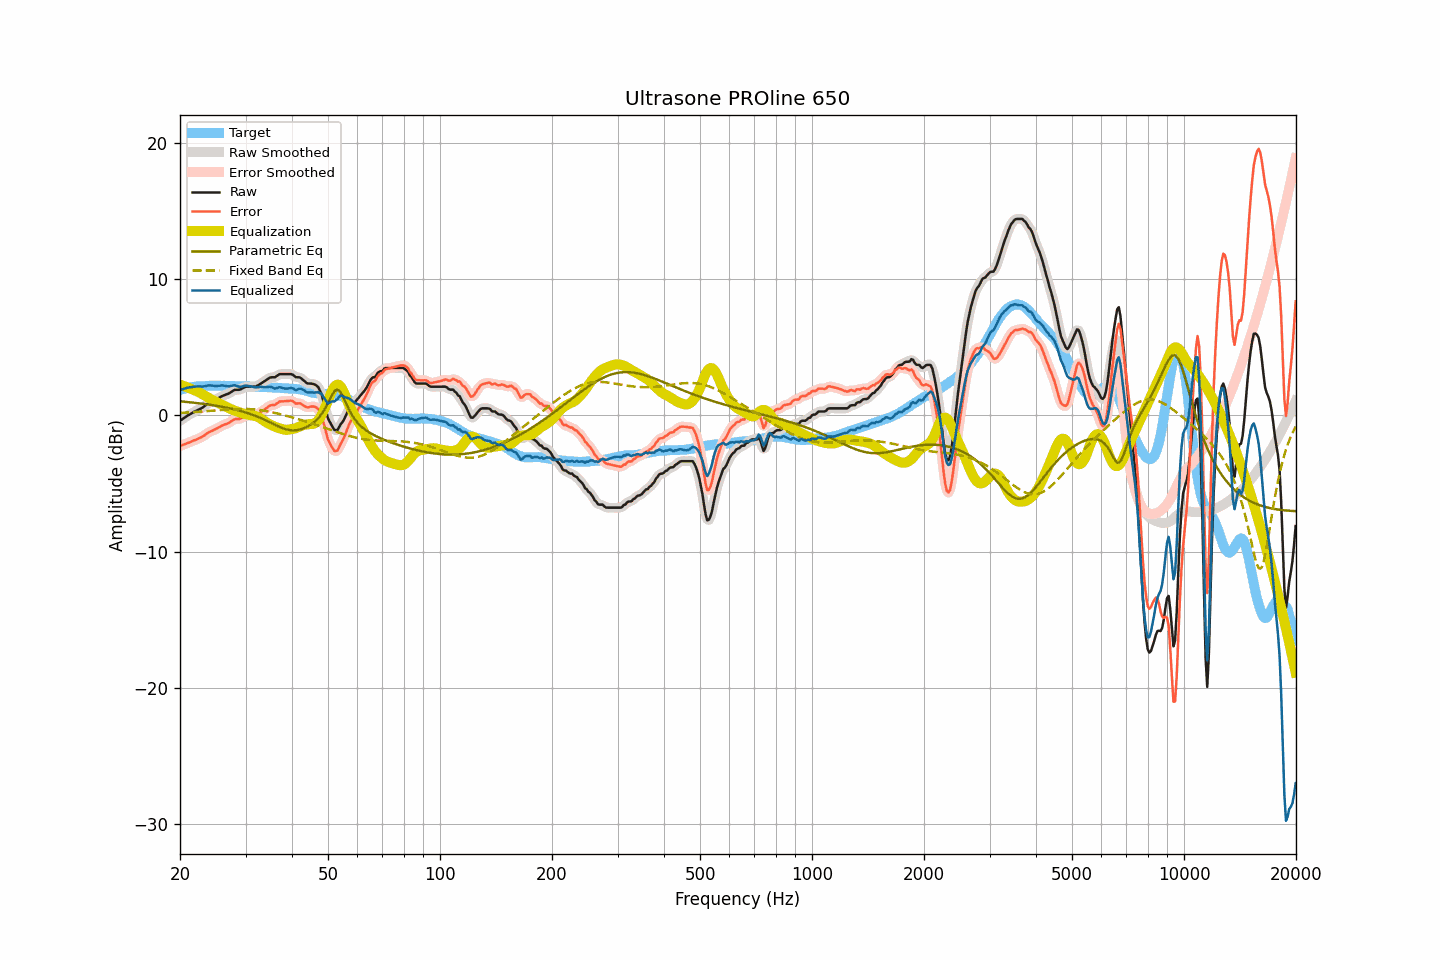 Ultrasone PROline 650
Target
Raw Smoothed
Error Smoothed
Raw
Error
Equalization
Parametric Eq
Fixed Band Eq
Equalized
Amplitude (dBr)
20
10
0
−10
−20
−30
20 50 100 200 500 1000 2000 5000 10000 20000
Frequency (Hz)